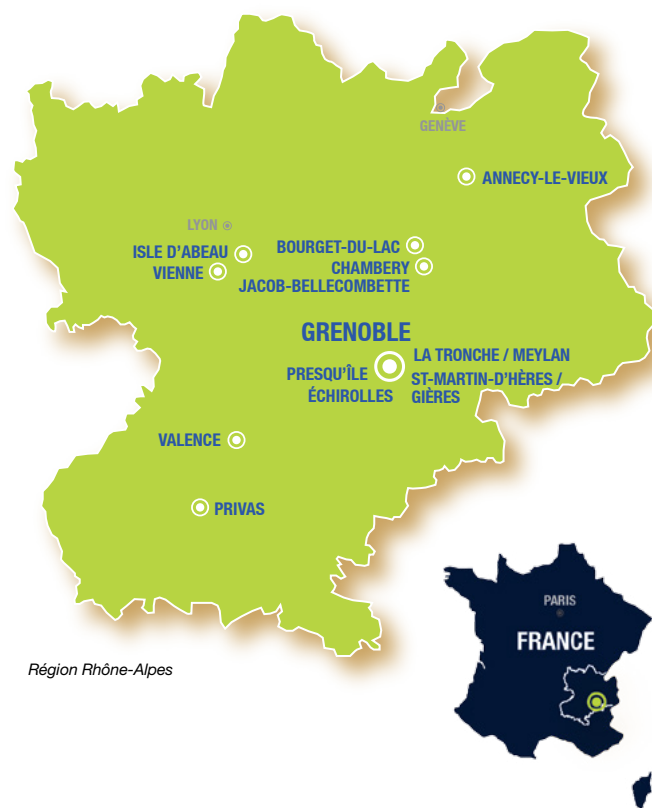 GENÈVE
ANNECY-LE-VIEUX
LYON
ISLE D'ABEAU
BOURGET-DU-LAC
VIENNE
CHAMBERY
JACOB-BELLECOMBETTE
GRENOBLE
LA TRONCHE / MEYLAN
PRESQU'ÎLE
ST-MARTIN-D'HÈRES /
ÉCHIROLLES
GIÈRES
VALENCE
PRIVAS
PARIS
FRANCE
Région Rhône-Alpes